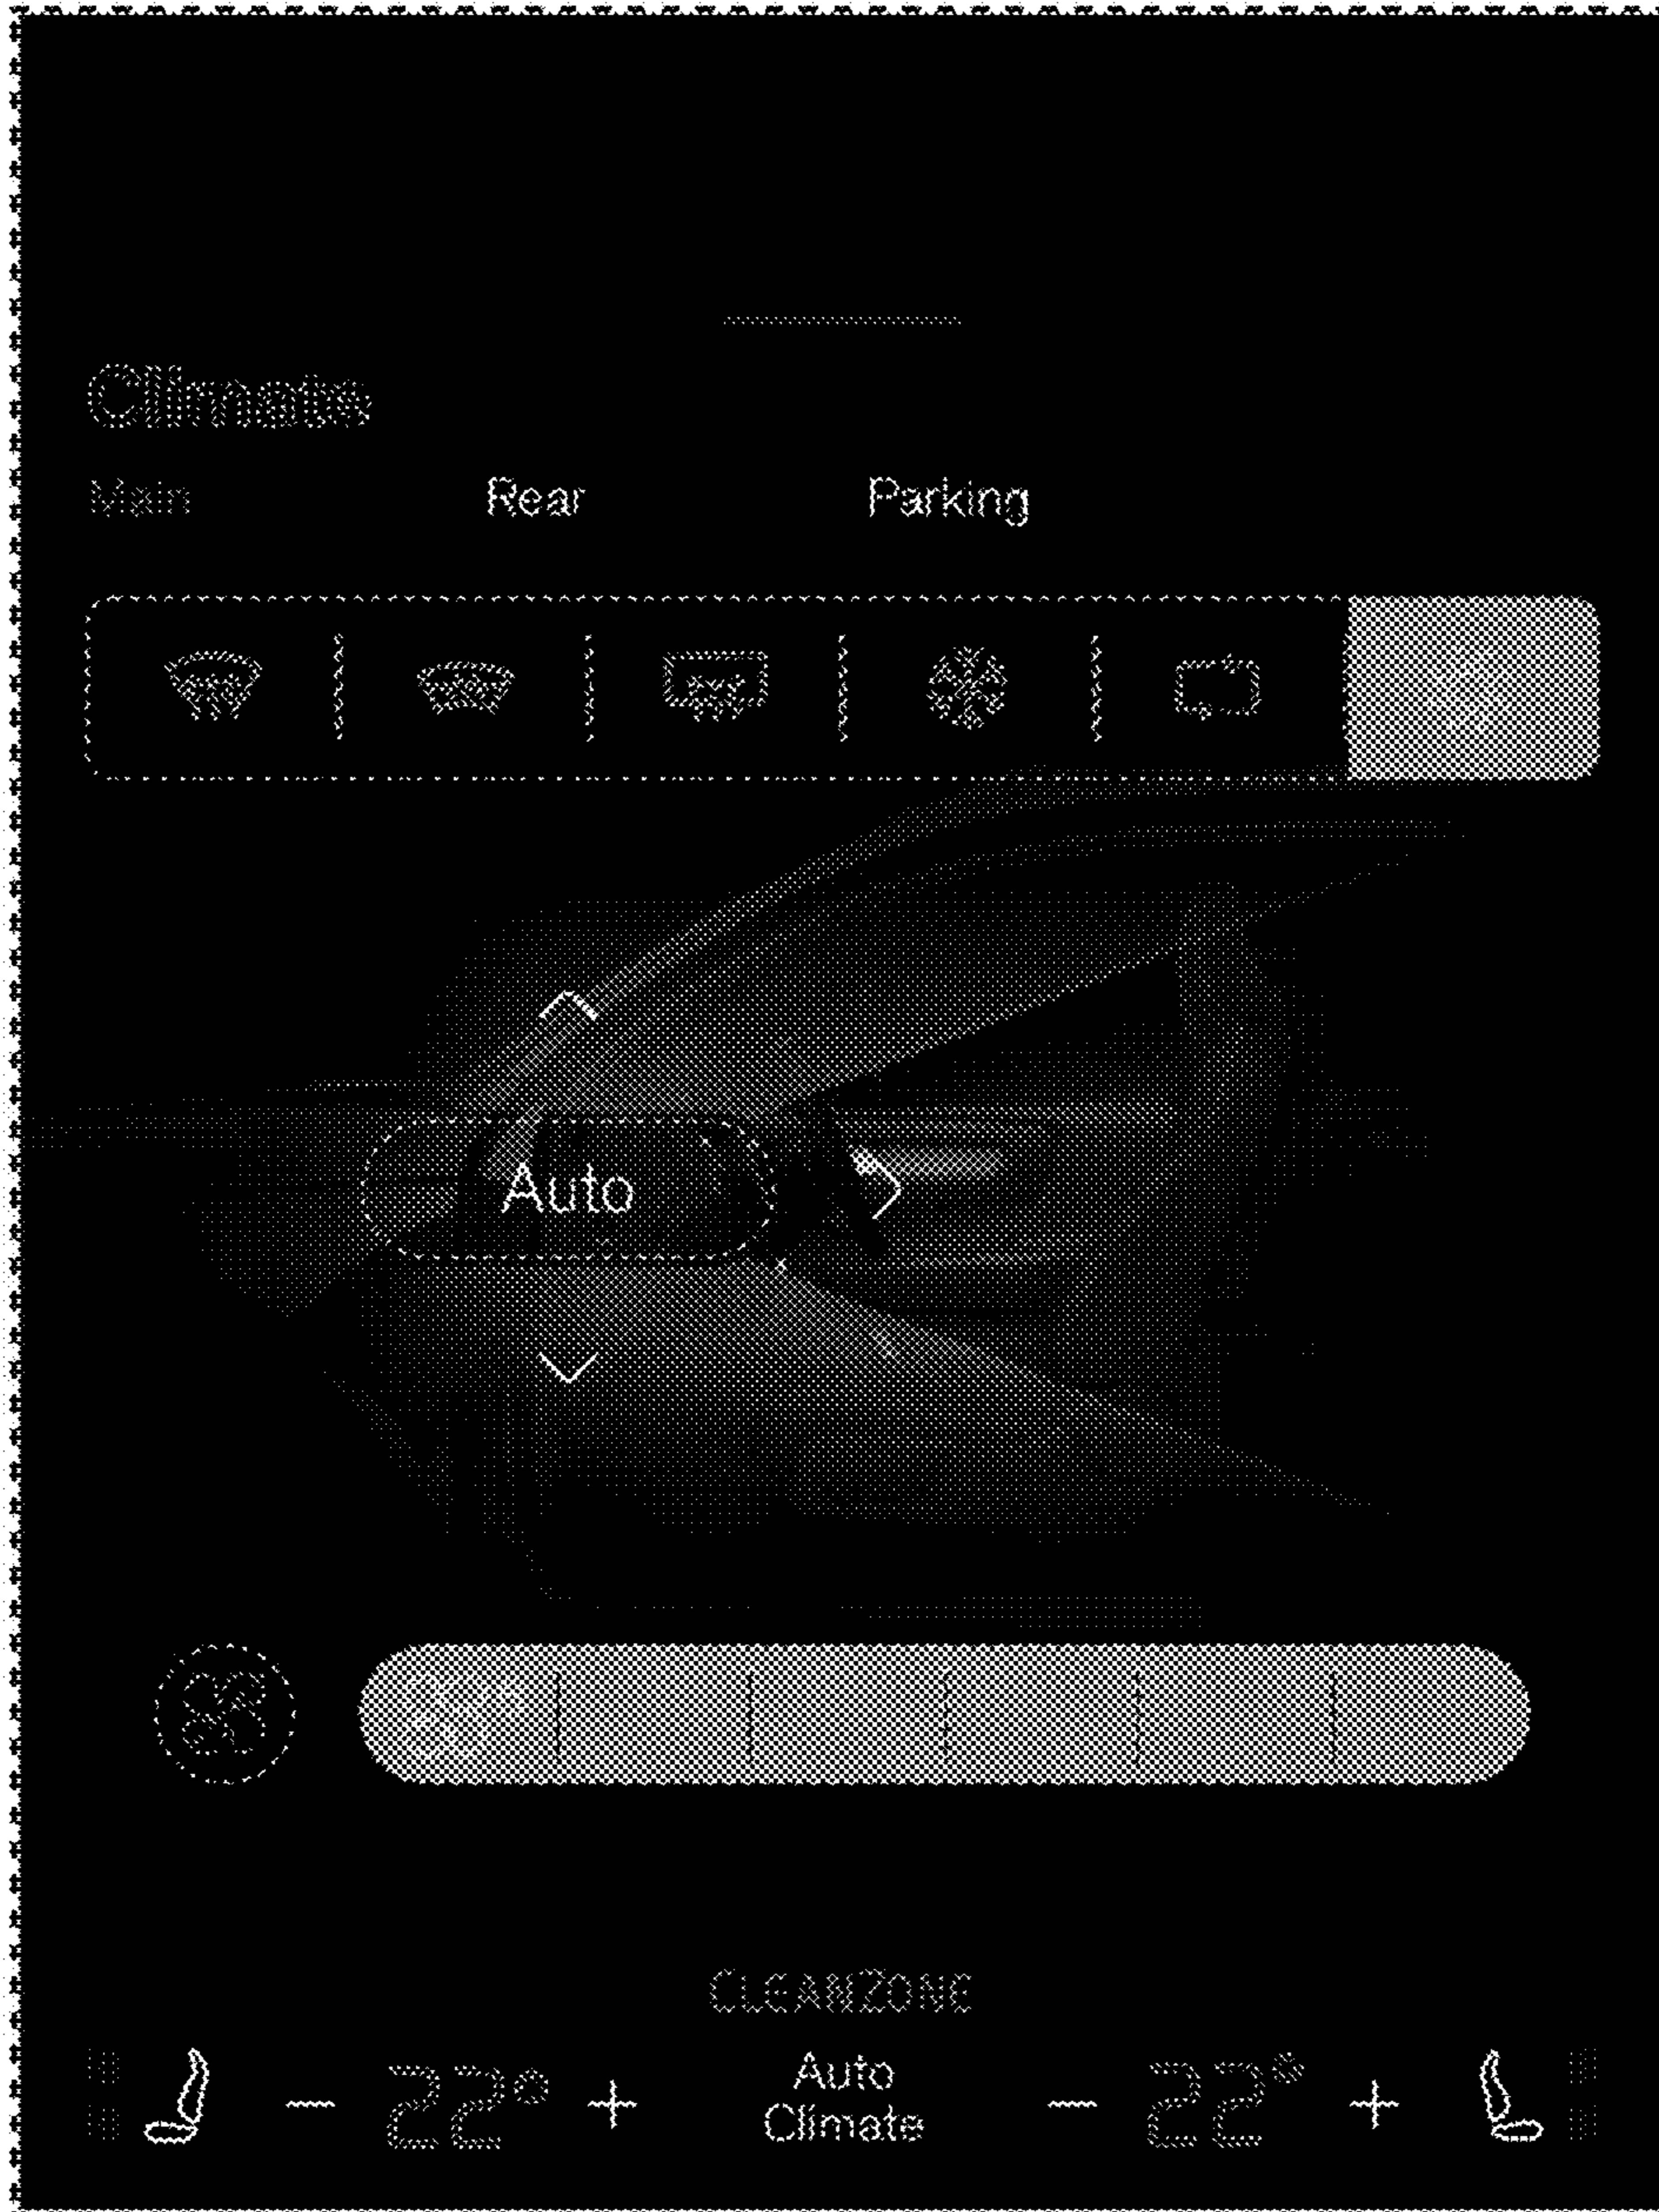 Climate
Main Rear Parking
Auto
CLEANZONE
22° Auto Climate 22°